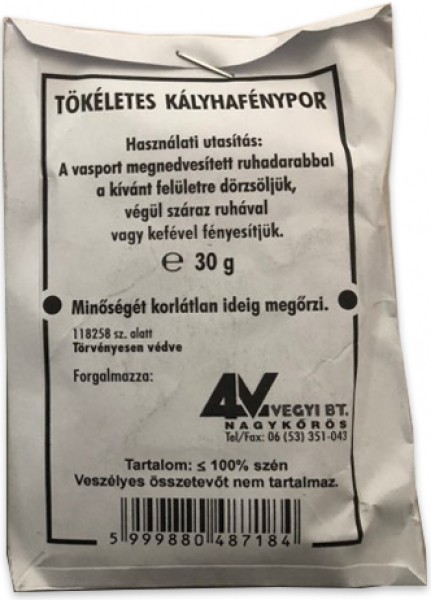 TÖKÉLETES KÁLYHAFÉNYPOR
Használati utasítás:
A vasport megnedvesített ruhadarabbal
a kívánt felületre dörzsöljük,
végül száraz ruhával
vagy kefével fényesítjük.
℮ 30 g
● Minőségét korlátlan ideig megőrzi. ●
118258 sz. alatt
Törvényesen védve
Forgalmazza:
4V. VEGYI BT.
NAGYKŐRÖS
Tel/Fax: 06 (53) 351-043
Tartalom: ≤ 100% szén
Veszélyes összetevőt nem tartalmaz.
5 999880 487184